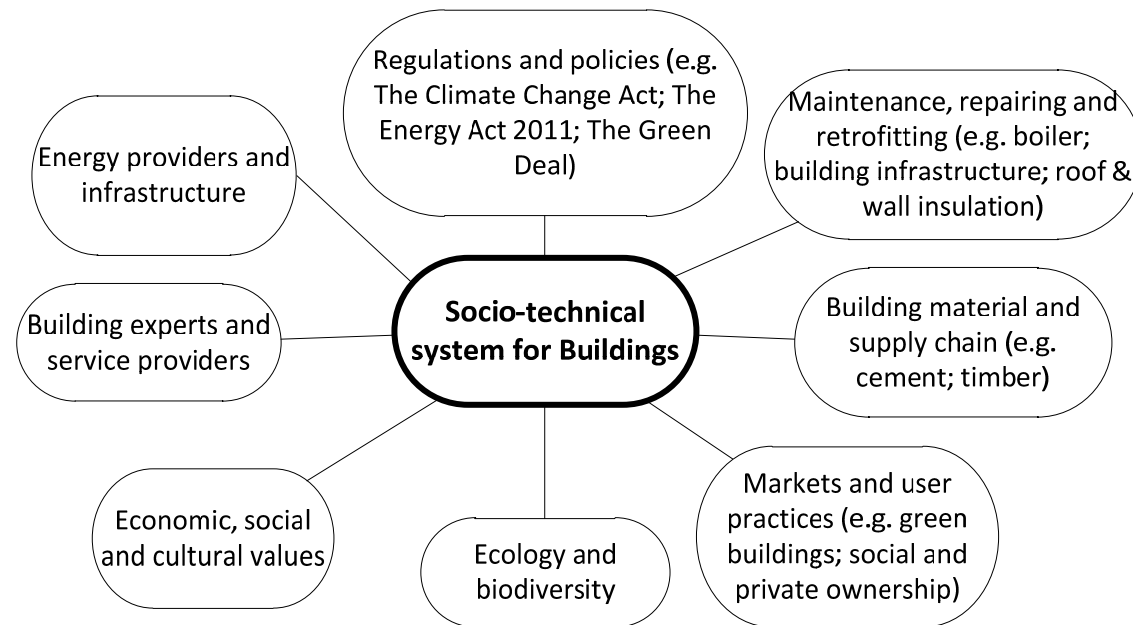 Regulations and policies (e.g.
The Climate Change Act; The
Energy Act 2011; The Green
Deal)
Maintenance, repairing and
retrofitting (e.g. boiler;
building infrastructure; roof &
wall insulation)
Energy providers and
infrastructure
Socio-technical
system for Buildings
Building experts and
service providers
Building material and
supply chain (e.g.
cement; timber)
Economic, social
and cultural values
Ecology and
biodiversity
Markets and user
practices (e.g. green
buildings; social and
private ownership)